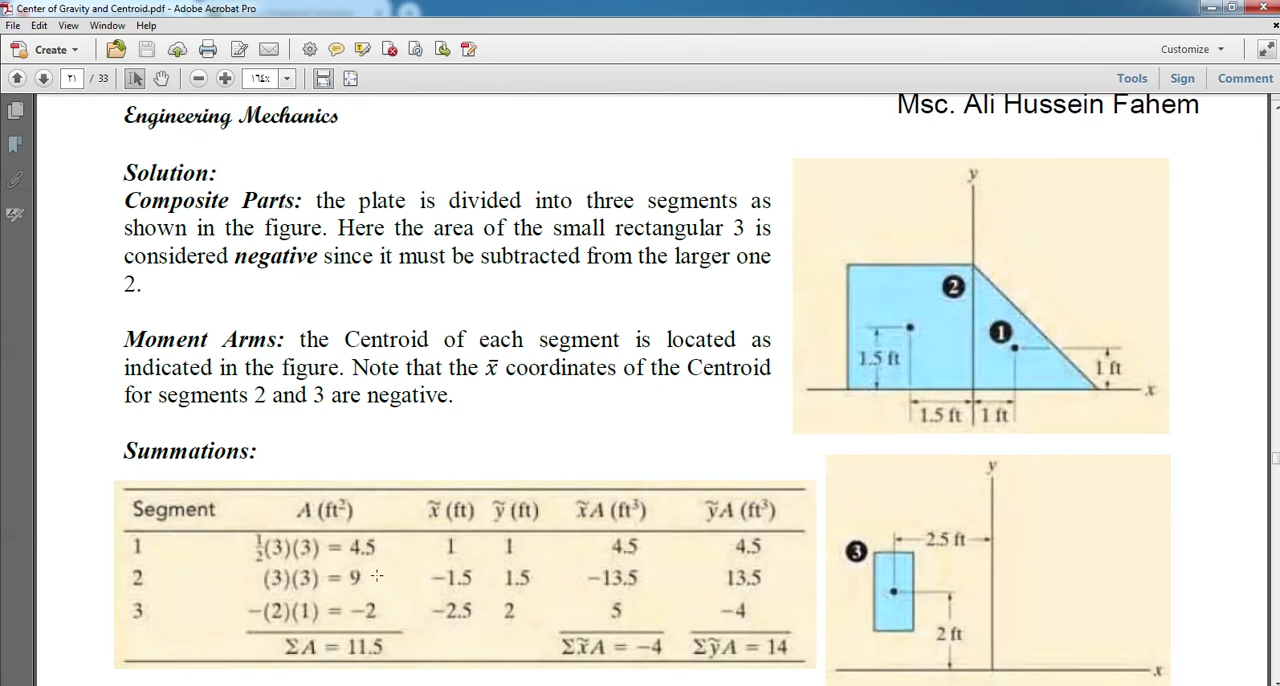 Center of Gravity and Centroid.pdf - Adobe Acrobat Pro
File Edit View Window Help
Create Customize
٢١ / 33 ١٦٤٪ Tools Sign Comment
Engineering Mechanics
Msc. Ali Hussein Fahem
Solution:
Composite Parts: the plate is divided into three segments as
shown in the figure. Here the area of the small rectangular 3 is
considered negative since it must be subtracted from the larger one
2.
Moment Arms: the Centroid of each segment is located as
indicated in the figure. Note that the x̄ coordinates of the Centroid
for segments 2 and 3 are negative.
Summations:
Segment A (ft²) x̃ (ft) ỹ (ft) x̃A (ft³) ỹA (ft³)
1 ½(3)(3) = 4.5 1 1 4.5 4.5
2 (3)(3) = 9 −1.5 1.5 −13.5 13.5
3 −(2)(1) = −2 −2.5 2 5 −4
ΣA = 11.5 Σx̃A = −4 ΣỹA = 14
y
2
1
1.5 ft
1 ft
x
1.5 ft 1 ft
y
2.5 ft
3
2 ft
x